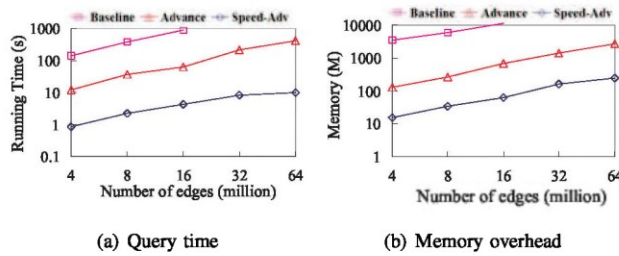 Baseline Advance Speed-Adv
1000
100
10
1
0.1
Running Time (s)
4 8 16 32 64
Number of edges (million)
(a) Query time
Baseline Advance Speed-Adv
M
1000
100
10
1
Memory (M)
4 8 16 32 64
Number of edges (million)
(b) Memory overhead